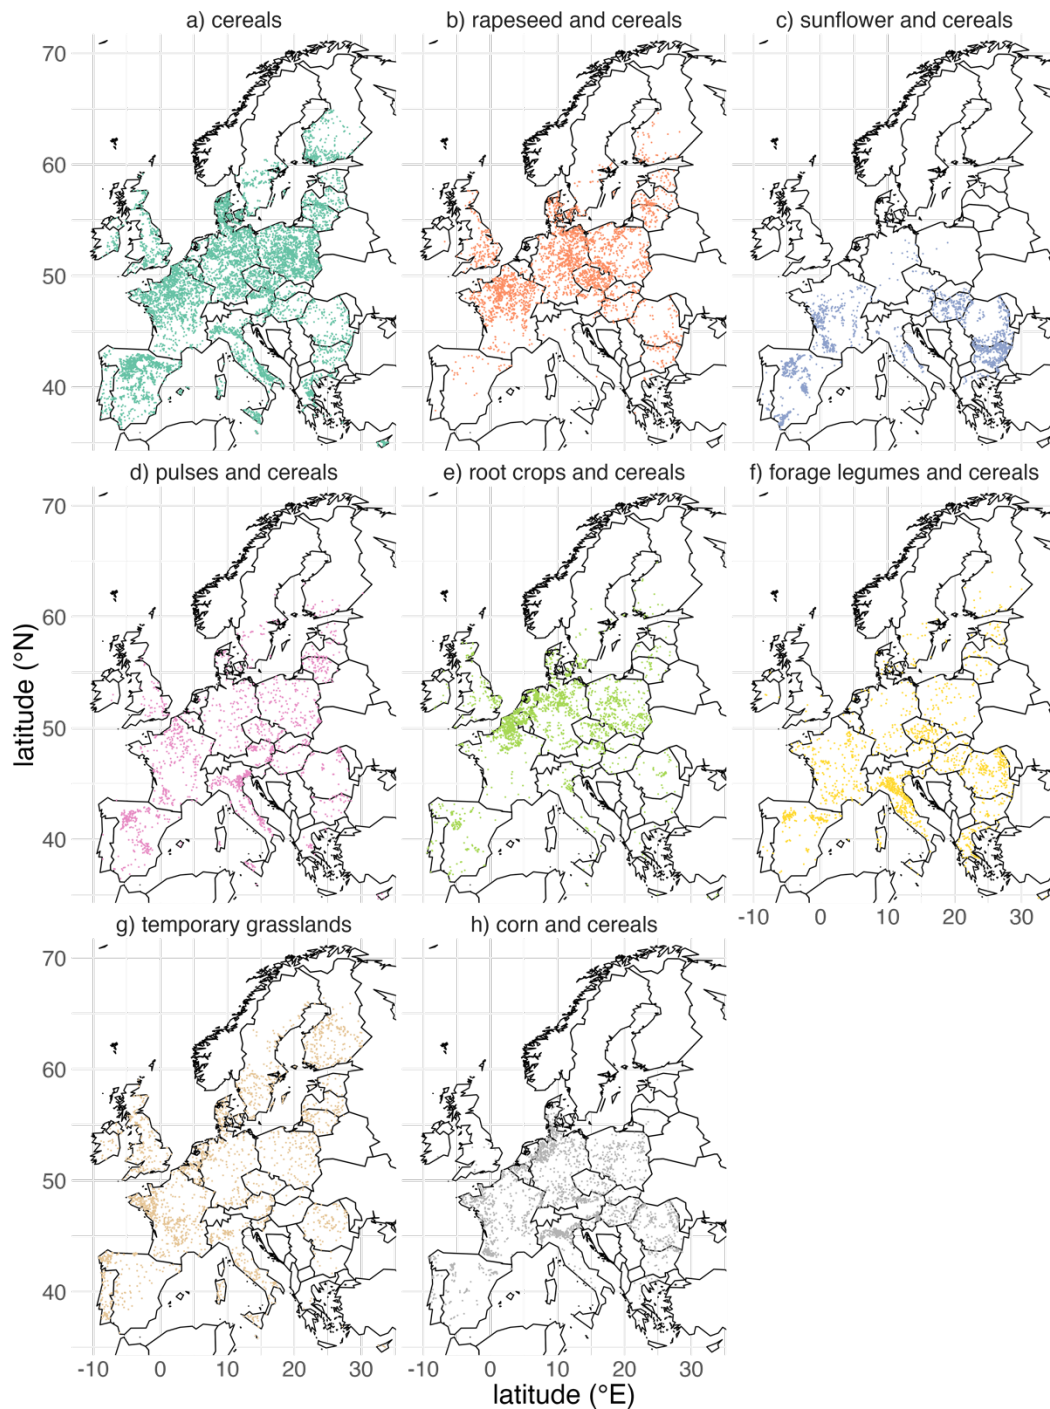 a) cereals
b) rapeseed and cereals
c) sunflower and cereals
70
60
50
40
d) pulses and cereals
e) root crops and cereals
f) forage legumes and cereals
70
60
50
40
-10 0 10 20 30
g) temporary grasslands
h) corn and cereals
70
60
50
40
-10 0 10 20 30
-10 0 10 20 30
latitude (°N)
latitude (°E)